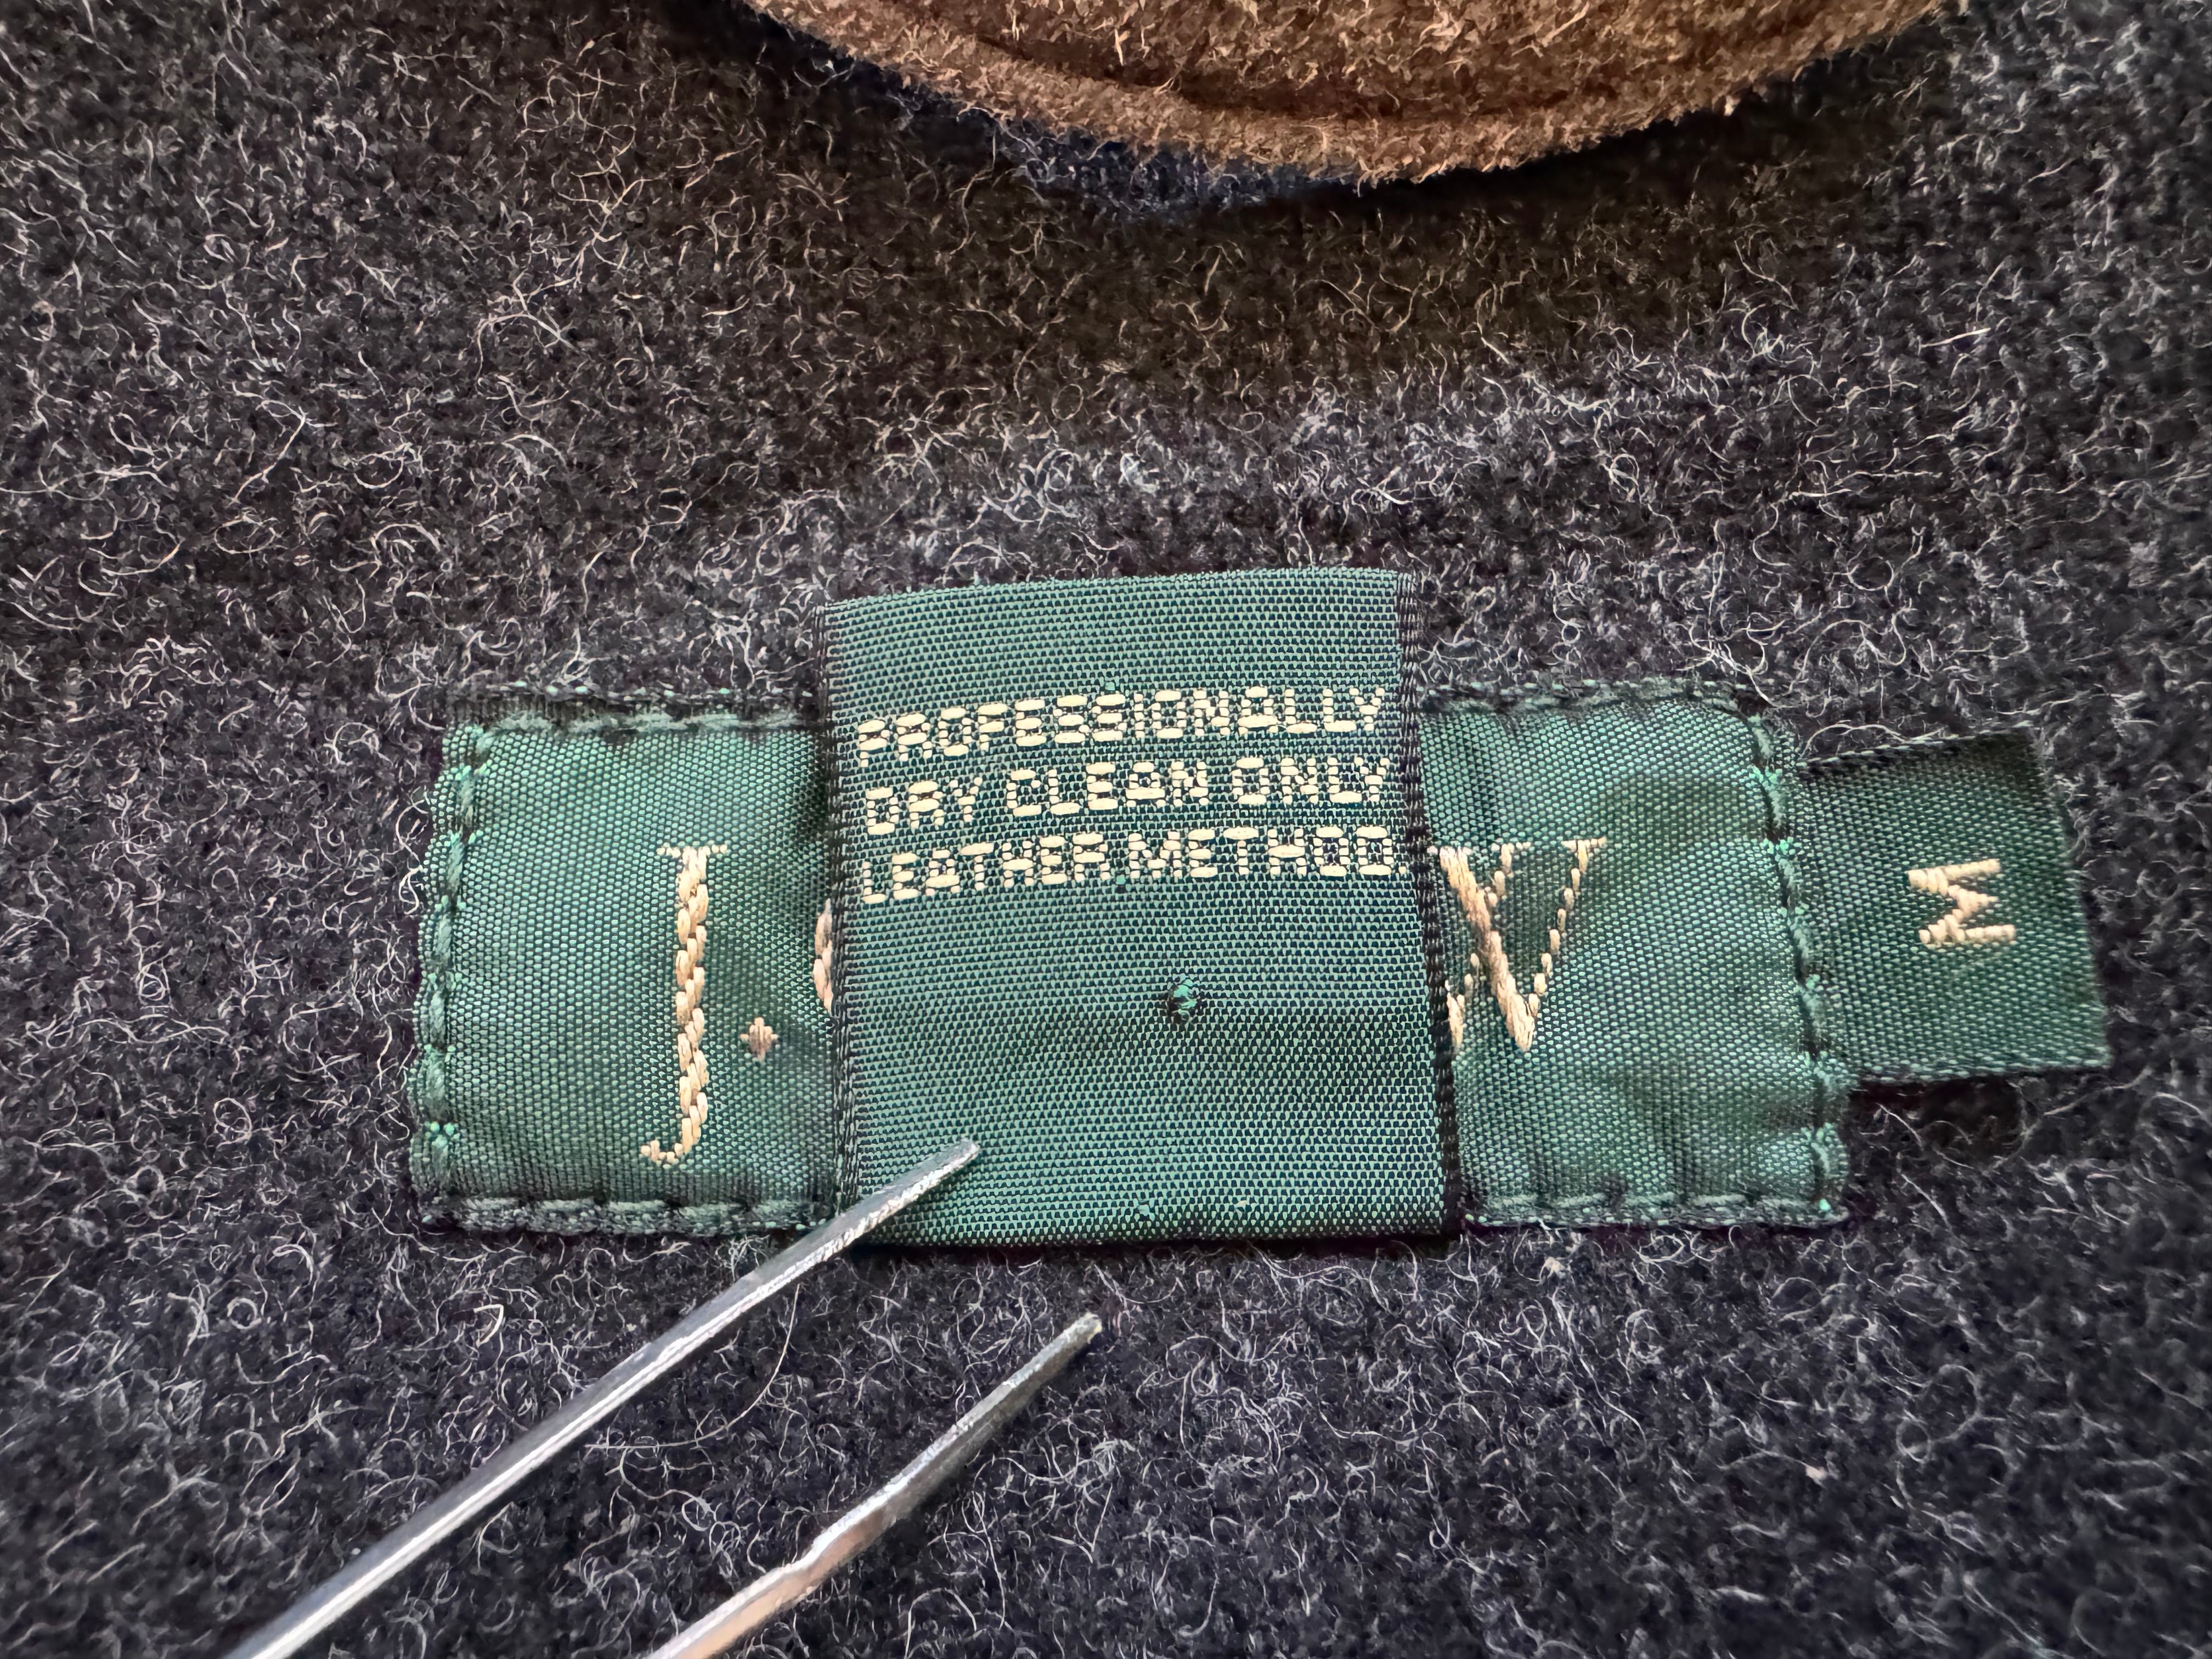 PROFESSIONALLY
DRY CLEAN ONLY
LEATHER METHOD
J.
W
M